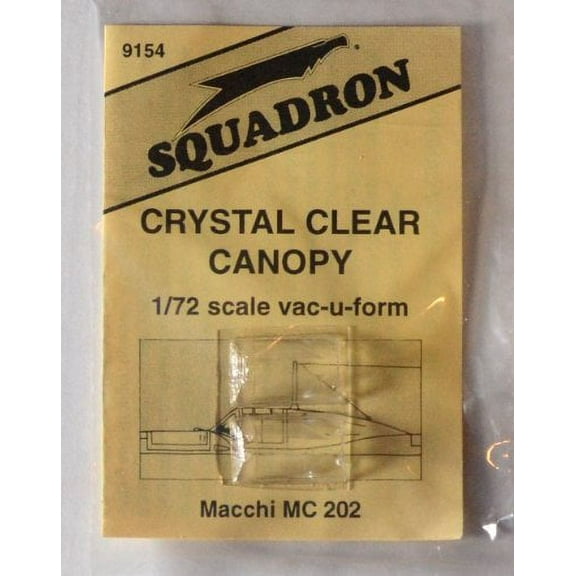 9154
SQUADRON
CRYSTAL CLEAR
CANOPY
1/72 scale vac-u-form
Macchi MC 202